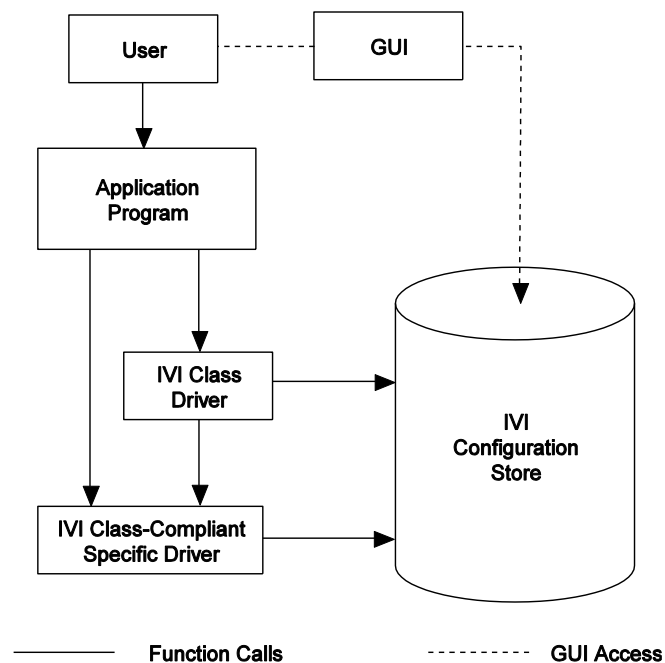 User
GUI
Application
Program
IVI Class
Driver
IVI
Configuration
Store
IVI Class-Compliant
Specific Driver
Function Calls
GUI Access